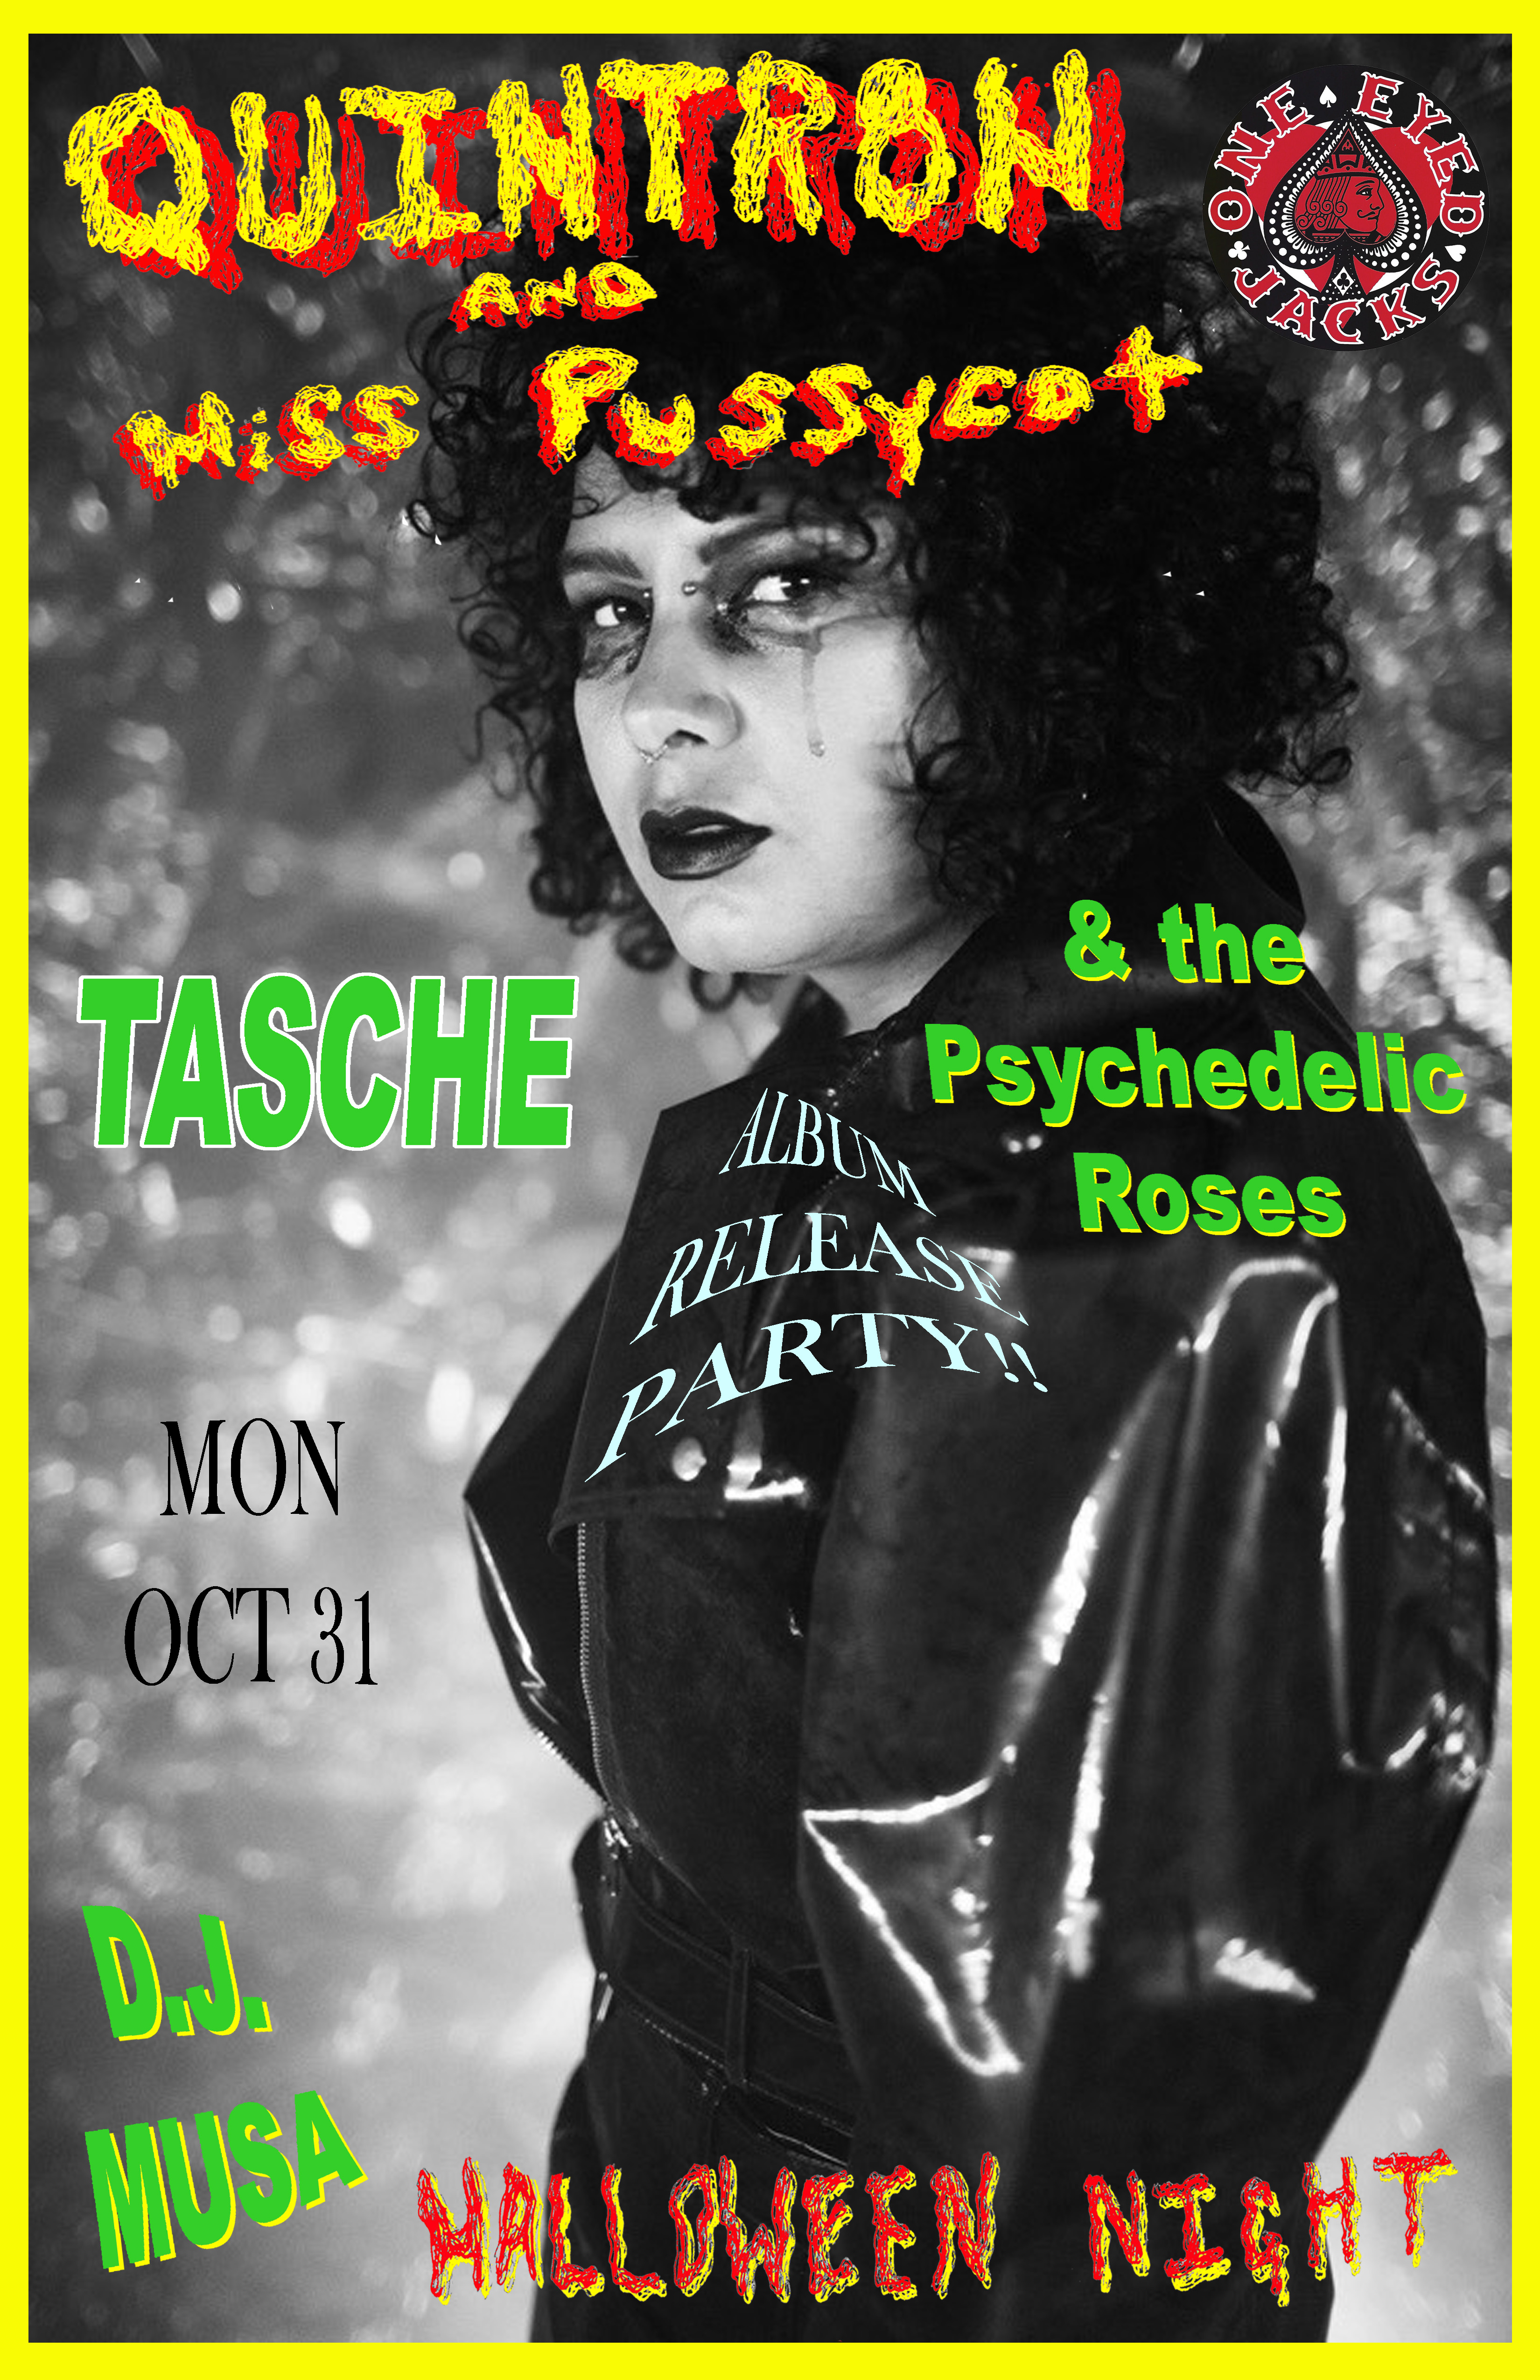 QUINTRON
AND
Miss Pussycat
ONE EYED
JACKS
& the
TASCHE
Psychedelic
Roses
ALBUM
RELEASE
PARTY!!
MON
OCT 31
D.J.
MUSA
HALLOWEEN NIGHT